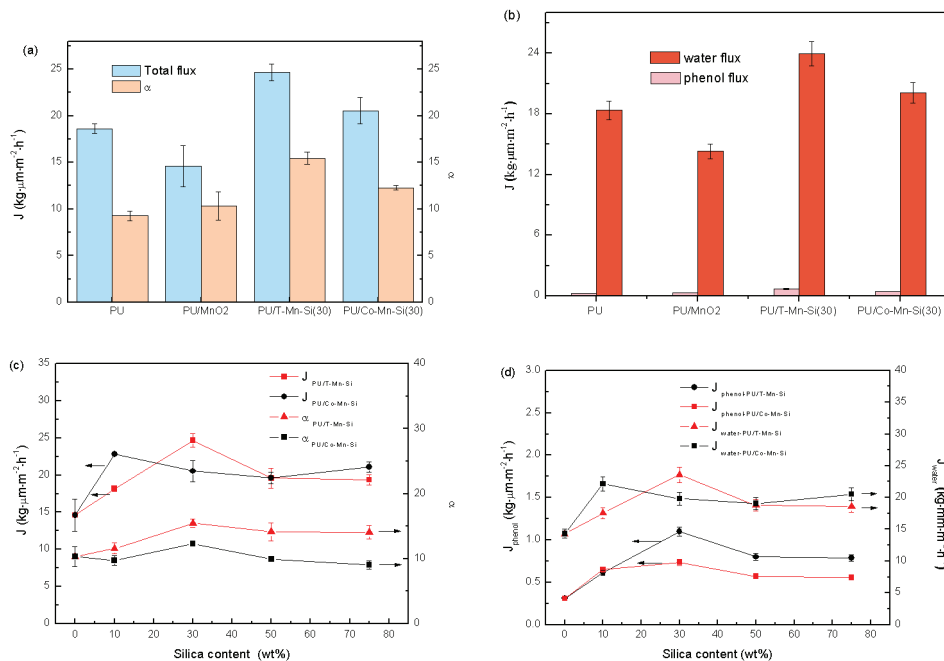 (a)
Total flux
α
J (kg·μm·m⁻²·h⁻¹)
25
20
15
10
5
0
25
20
15
10
5
0
α
PU PU/MnO2 PU/T-Mn-Si(30) PU/Co-Mn-Si(30)
(b)
water flux
phenol flux
J (kg·μm·m⁻²·h⁻¹)
24
18
12
6
0
PU PU/MnO2 PU/T-Mn-Si(30) PU/Co-Mn-Si(30)
(c)
J PU/T-Mn-Si
J PU/Co-Mn-Si
α PU/T-Mn-Si
α PU/Co-Mn-Si
J (kg·μm·m⁻²·h⁻¹)
35
30
25
20
15
10
5
0
40
30
20
10
0
α
0 10 20 30 40 50 60 70 80
Silica content (wt%)
(d)
J phenol-PU/T-Mn-Si
J phenol-PU/Co-Mn-Si
J water-PU/T-Mn-Si
J water-PU/Co-Mn-Si
J phenol (kg·μm·m⁻²·h⁻¹)
3.0
2.5
2.0
1.5
1.0
0.5
0.0
40
35
30
25
20
15
10
5
0
J water
0 10 20 30 40 50 60 70 80
Silica content (wt%)